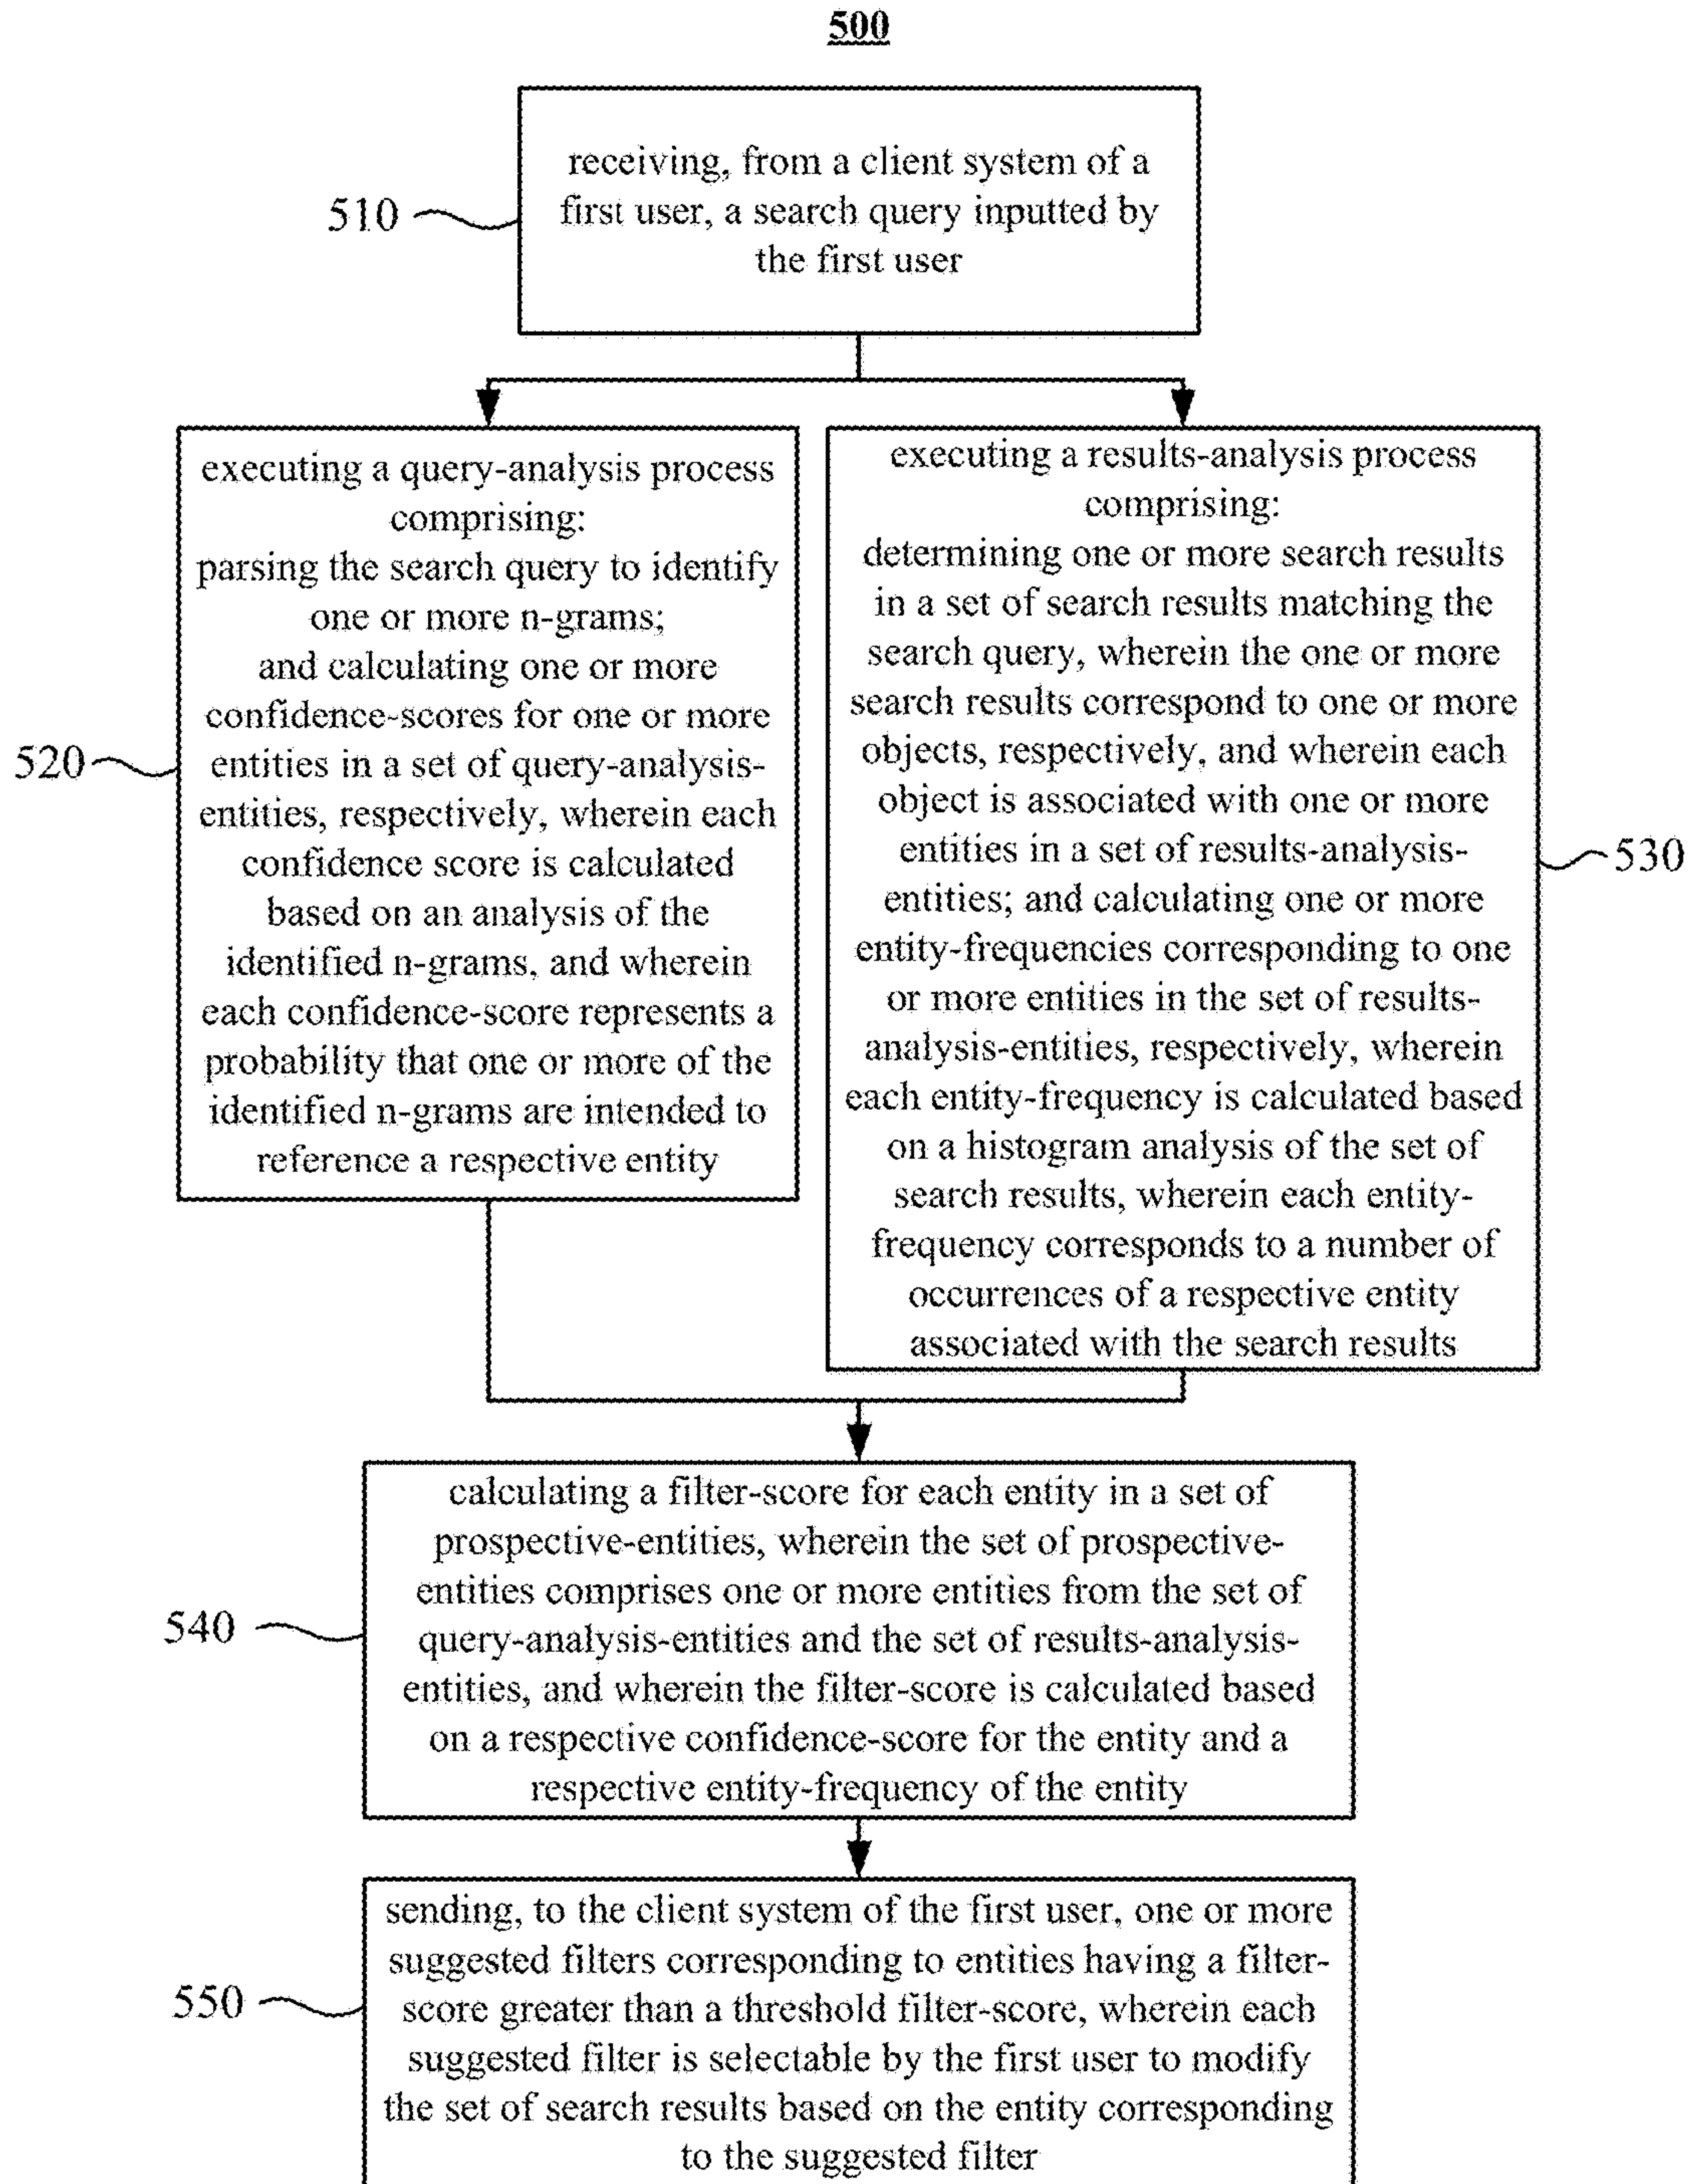 500
510
receiving, from a client system of a
first user, a search query inputted by
the first user
520
executing a query-analysis process
comprising:
parsing the search query to identify
one or more n-grams;
and calculating one or more
confidence-scores for one or more
entities in a set of query-analysis-
entities, respectively, wherein each
confidence score is calculated
based on an analysis of the
identified n-grams, and wherein
each confidence-score represents a
probability that one or more of the
identified n-grams are intended to
reference a respective entity
executing a results-analysis process
comprising:
determining one or more search results
in a set of search results matching the
search query, wherein the one or more
search results correspond to one or more
objects, respectively, and wherein each
object is associated with one or more
entities in a set of results-analysis-
entities; and calculating one or more
entity-frequencies corresponding to one
or more entities in the set of results-
analysis-entities, respectively, wherein
each entity-frequency is calculated based
on a histogram analysis of the set of
search results, wherein each entity-
frequency corresponds to a number of
occurrences of a respective entity
associated with the search results
530
540
calculating a filter-score for each entity in a set of
prospective-entities, wherein the set of prospective-
entities comprises one or more entities from the set of
query-analysis-entities and the set of results-analysis-
entities, and wherein the filter-score is calculated based
on a respective confidence-score for the entity and a
respective entity-frequency of the entity
550
sending, to the client system of the first user, one or more
suggested filters corresponding to entities having a filter-
score greater than a threshold filter-score, wherein each
suggested filter is selectable by the first user to modify
the set of search results based on the entity corresponding
to the suggested filter